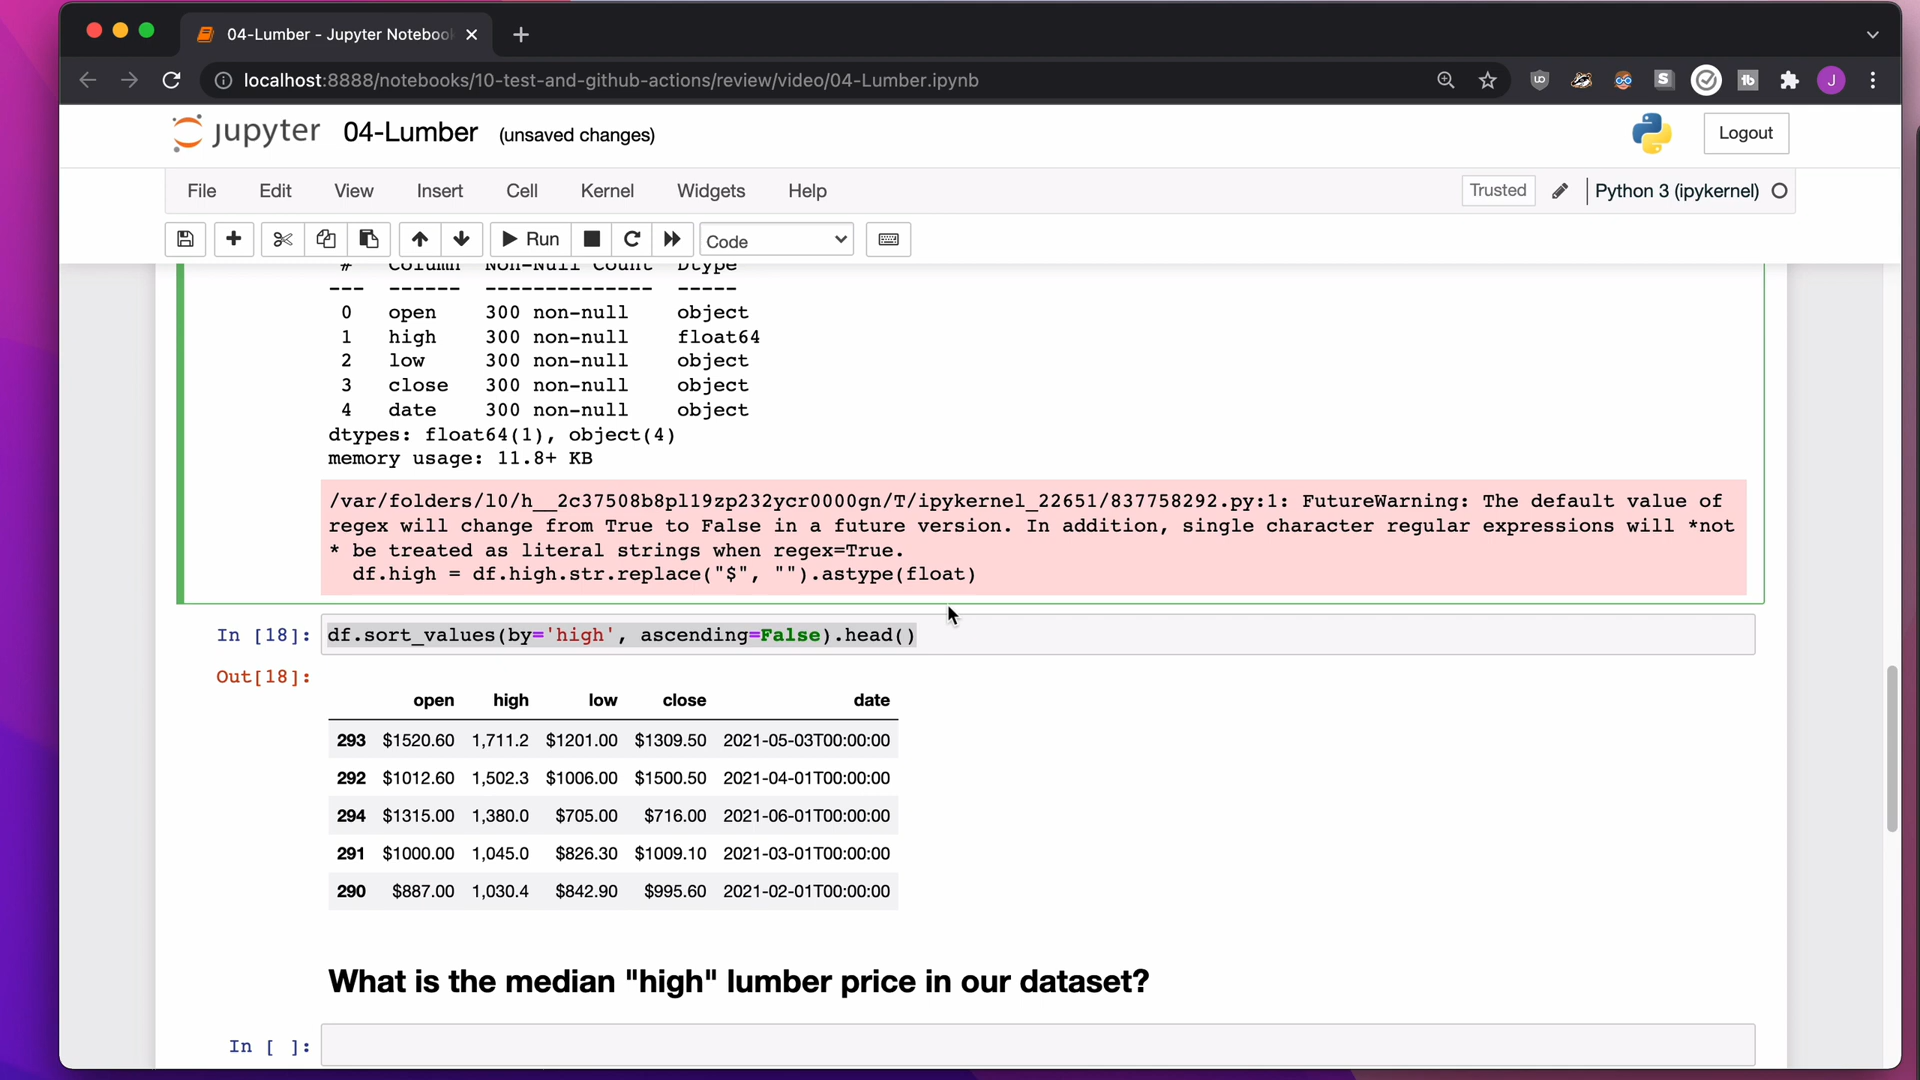 04-Lumber - Jupyter Noteboo
localhost:8888/notebooks/10-test-and-github-actions/review/video/04-Lumber.ipynb
J
jupyter 04-Lumber (unsaved changes)
Logout
File Edit View Insert Cell Kernel Widgets Help
Trusted Python 3 (ipykernel)
Run Code
# Column Non-Null Count Dtype
--- ------ -------------- -----
0 open 300 non-null object
1 high 300 non-null float64
2 low 300 non-null object
3 close 300 non-null object
4 date 300 non-null object
dtypes: float64(1), object(4)
memory usage: 11.8+ KB
/var/folders/l0/h__2c37508b8pl19zp232ycr0000gn/T/ipykernel_22651/837758292.py:1: FutureWarning: The default value of
regex will change from True to False in a future version. In addition, single character regular expressions will *not
* be treated as literal strings when regex=True.
df.high = df.high.str.replace("$", "").astype(float)
In [18]: df.sort_values(by='high', ascending=False).head()
Out[18]:
open high low close date
293 $1520.60 1,711.2 $1201.00 $1309.50 2021-05-03T00:00:00
292 $1012.60 1,502.3 $1006.00 $1500.50 2021-04-01T00:00:00
294 $1315.00 1,380.0 $705.00 $716.00 2021-06-01T00:00:00
291 $1000.00 1,045.0 $826.30 $1009.10 2021-03-01T00:00:00
290 $887.00 1,030.4 $842.90 $995.60 2021-02-01T00:00:00
What is the median "high" lumber price in our dataset?
In [ ]: